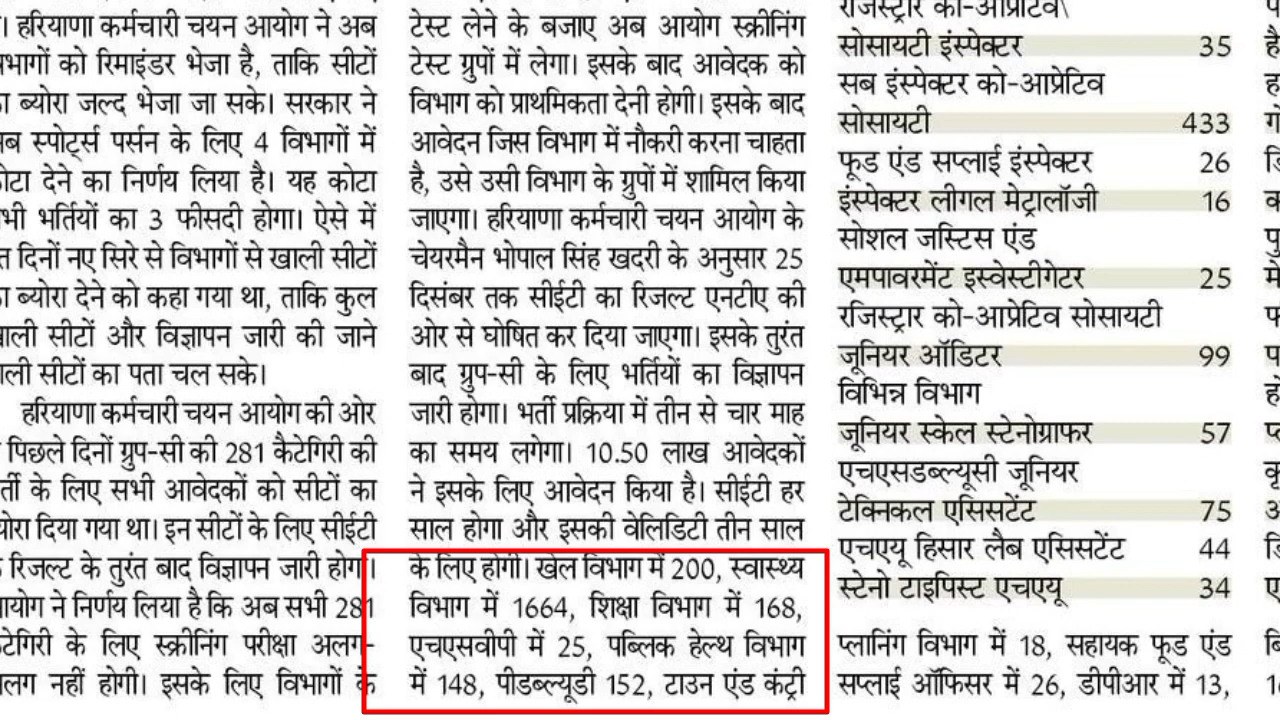 । हरियाणा कर्मचारी चयन आयोग ने अब
को रिमाइंडर भेजा है, ताकि सीटों
ब्योरा जल्द भेजा जा सके। सरकार ने
स्पोर्ट्स पर्सन के लिए 4 विभागों में
देने का निर्णय लिया है। यह कोटा
भर्तियों का 3 फीसदी होगा। ऐसे में
दिनों नए सिरे से विभागों से खाली सीटों
ब्योरा देने को कहा गया था, ताकि कुल
सीटों और विज्ञापन जारी की जाने
सीटों का पता चल सके।
हरियाणा कर्मचारी चयन आयोग की ओर
पिछले दिनों ग्रुप-सी की 281 कैटेगिरी की
के लिए सभी आवेदकों को सीटों का
दिया गया था। इन सीटों के लिए सीईटी
रिजल्ट के तुरंत बाद विज्ञापन जारी होगा।
ने निर्णय लिया है कि अब सभी 281
के लिए स्क्रीनिंग परीक्षा अलग-
नहीं होगी। इसके लिए विभागों के
टेस्ट लेने के बजाए अब आयोग स्क्रीनिंग
टेस्ट ग्रुपों में लेगा। इसके बाद आवेदक को
विभाग को प्राथमिकता देनी होगी। इसके बाद
आवेदन जिस विभाग में नौकरी करना चाहता
है, उसे उसी विभाग के ग्रुपों में शामिल किया
जाएगा। हरियाणा कर्मचारी चयन आयोग के
चेयरमैन भोपाल सिंह खदरी के अनुसार 25
दिसंबर तक सीईटी का रिजल्ट एनटीए की
ओर से घोषित कर दिया जाएगा। इसके तुरंत
बाद ग्रुप-सी के लिए भर्तियों का विज्ञापन
जारी होगा। भर्ती प्रक्रिया में तीन से चार माह
का समय लगेगा। 10.50 लाख आवेदकों
ने इसके लिए आवेदन किया है। सीईटी हर
साल होगा और इसकी वेलिडिटी तीन साल
के लिए होगी। खेल विभाग में 200, स्वास्थ्य
विभाग में 1664, शिक्षा विभाग में 168,
एचएसवीपी में 25, पब्लिक हेल्थ विभाग
में 148, पीडब्ल्यूडी 152, टाउन एंड कंट्री
रजिस्ट्रार को-आप्रेटिव\
सोसायटी इंस्पेक्टर 35
सब इंस्पेक्टर को-आप्रेटिव
सोसायटी 433
फूड एंड सप्लाई इंस्पेक्टर 26
इंस्पेक्टर लीगल मेट्रालॉजी 16
सोशल जस्टिस एंड
एमपावरमेंट इस्वेस्टीगेटर 25
रजिस्ट्रार को-आप्रेटिव सोसायटी
जूनियर ऑडिटर 99
विभिन्न विभाग
जूनियर स्केल स्टेनोग्राफर 57
एचएसडब्ल्यूसी जूनियर
टेक्निकल एसिसटेंट 75
एचएयू हिसार लैब एसिसटेंट 44
स्टेनो टाइपिस्ट एचएयू 34
प्लानिंग विभाग में 18, सहायक फूड एंड
सप्लाई ऑफिसर में 26, डीपीआर में 13,